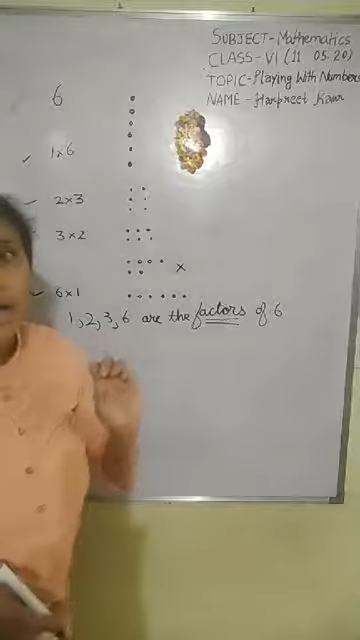 SUBJECT-Mathematics
CLASS-VI (11 05.20)
TOPIC-Playing With Numbers
NAME-Harpreet Kaur
6
1×6
2×3
3×2
×
6×1
1,2,3,6 are the factors of 6